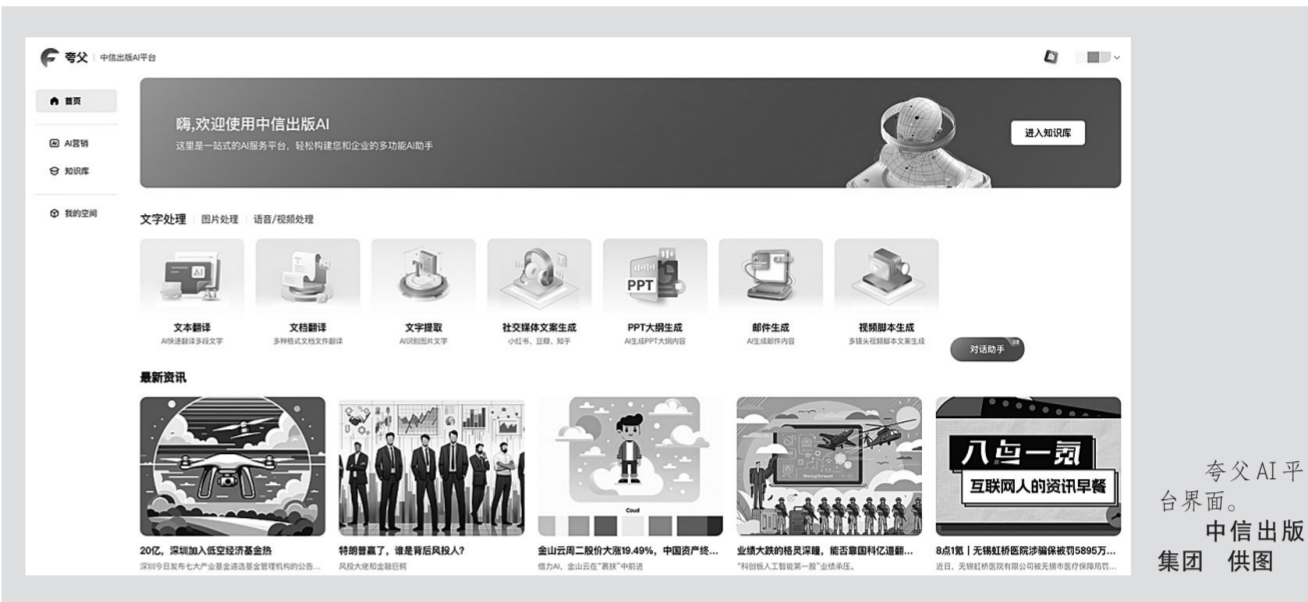 夸父 中信出版AI平台
首页
AI营销
知识库
我的空间
嗨,欢迎使用中信出版AI
这里是一站式的AI服务平台，轻松构建您和企业的多功能AI助手
进入知识库
文字处理 图片处理 语音/视频处理
AI
PPT
文本翻译
AI快速翻译多段文字
文档翻译
多种格式文档文件翻译
文字提取
AI识别图片文字
社交媒体文案生成
小红书、豆瓣、知乎
PPT大纲生成
AI生成PPT大纲内容
邮件生成
AI生成邮件内容
视频脚本生成
多镜头视频脚本文案生成
对话助手
最新资讯
Coud
八点一氪
互联网人的资讯早餐
20亿，深圳加入低空经济基金热
深圳今日发布七大产业基金遴选基金管理机构的公告...
特朗普赢了，谁是背后风投人?
风投大佬和金融巨鳄
金山云周二股价大涨19.49%，中国资产终...
借力AI，金山云在“裹挟”中前进
业绩大跌的格灵深瞳，能否靠国科亿道翻...
“科创板人工智能第一股”业绩承压。
8点1氪丨无锡虹桥医院涉骗保被罚5895万...
近日，无锡虹桥医院有限公司被无锡市医疗保障局罚...
夸父 AI 平
台界面。
中信出版
集团 供图